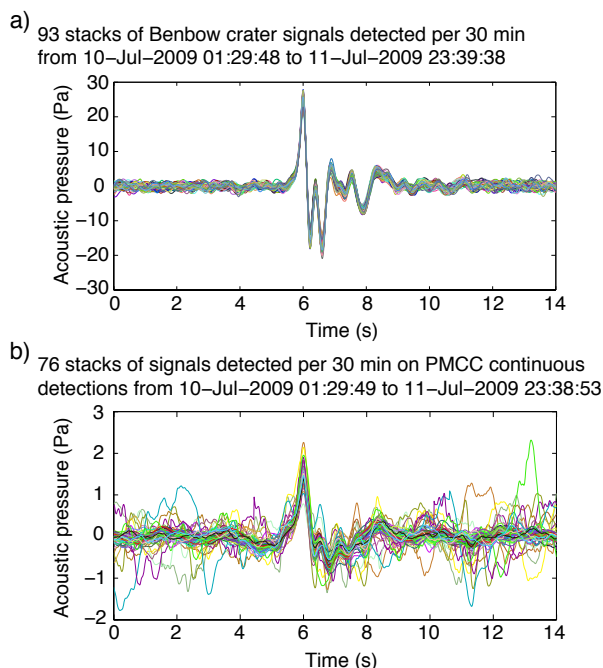 a)
93 stacks of Benbow crater signals detected per 30 min
from 10−Jul−2009 01:29:48 to 11−Jul−2009 23:39:38
30
20
10
0
−10
−20
−30
Acoustic pressure (Pa)
0 2 4 6 8 10 12 14
Time (s)
b)
76 stacks of signals detected per 30 min on PMCC continuous
detections from 10−Jul−2009 01:29:49 to 11−Jul−2009 23:38:53
3
2
1
0
−1
−2
Acoustic pressure (Pa)
0 2 4 6 8 10 12 14
Time (s)